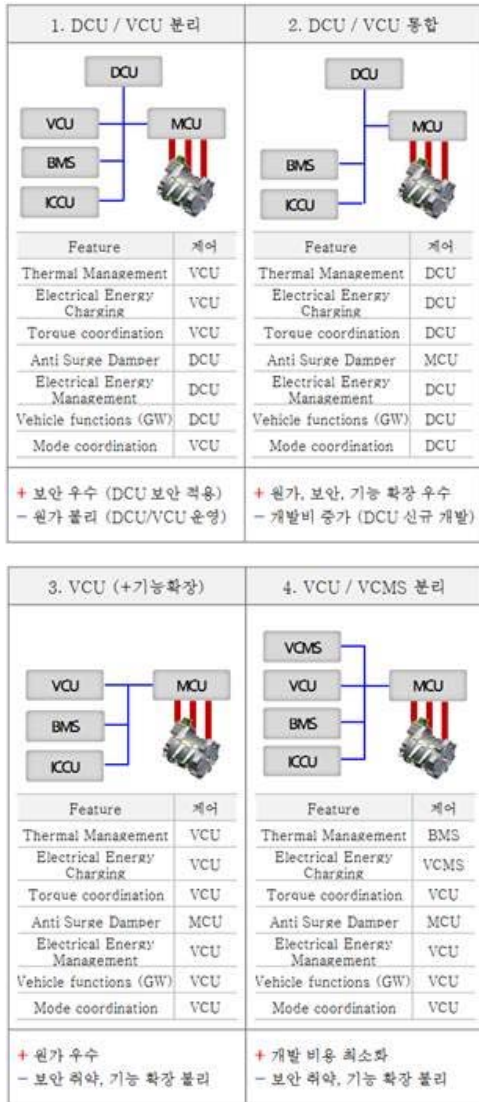 1. DCU / VCU 분리
DCU
VCU
MCU
BMS
ICCU
Feature 제어
Thermal Management VCU
Electrical Energy
Charging VCU
Torque coordination VCU
Anti Surge Damper DCU
Electrical Energy
Management DCU
Vehicle functions (GW) DCU
Mode coordination VCU
+ 보안 우수 (DCU 보안 적용)
- 원가 불리 (DCU/VCU 운영)
2. DCU / VCU 통합
DCU
MCU
BMS
ICCU
Feature 제어
Thermal Management DCU
Electrical Energy
Charging DCU
Torque coordination DCU
Anti Surge Damper MCU
Electrical Energy
Management DCU
Vehicle functions (GW) DCU
Mode coordination DCU
+ 원가, 보안, 기능 확장 우수
- 개발비 증가 (DCU 신규 개발)
3. VCU (+기능확장)
VCU
MCU
BMS
ICCU
Feature 제어
Thermal Management VCU
Electrical Energy
Charging VCU
Torque coordination VCU
Anti Surge Damper MCU
Electrical Energy
Management VCU
Vehicle functions (GW) VCU
Mode coordination VCU
+ 원가 우수
- 보안 취약, 기능 확장 불리
4. VCU / VCMS 분리
VCMS
VCU
MCU
BMS
ICCU
Feature 제어
Thermal Management BMS
Electrical Energy
Charging VCMS
Torque coordination VCU
Anti Surge Damper MCU
Electrical Energy
Management VCU
Vehicle functions (GW) VCU
Mode coordination VCU
+ 개발 비용 최소화
- 보안 취약, 기능 확장 불리